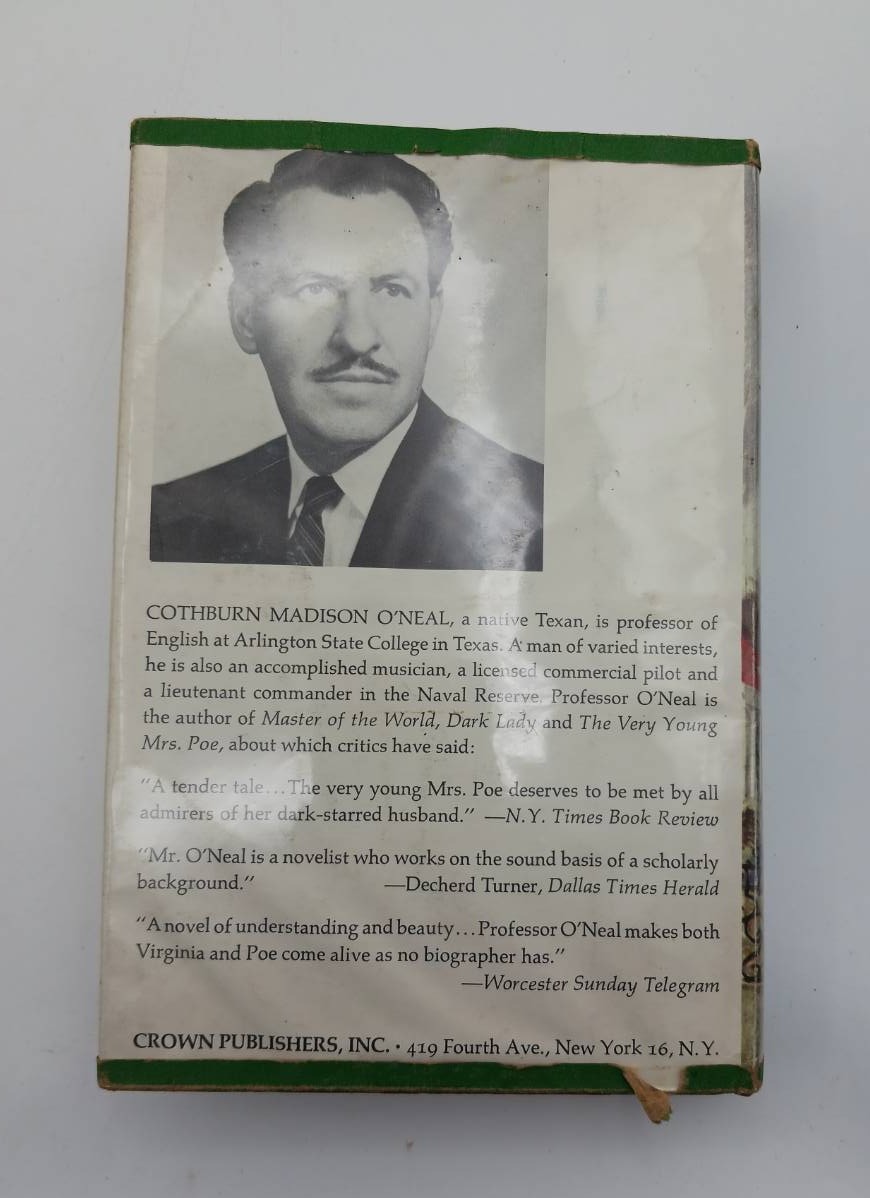 COTHBURN MADISON O'NEAL, a native Texan, is professor of
English at Arlington State College in Texas. A man of varied interests,
he is also an accomplished musician, a licensed commercial pilot and
a lieutenant commander in the Naval Reserve. Professor O'Neal is
the author of Master of the World, Dark Lady and The Very Young
Mrs. Poe, about which critics have said:
"A tender tale...The very young Mrs. Poe deserves to be met by all
admirers of her dark-starred husband." —N.Y. Times Book Review
"Mr. O'Neal is a novelist who works on the sound basis of a scholarly
background." —Decherd Turner, Dallas Times Herald
"A novel of understanding and beauty...Professor O'Neal makes both
Virginia and Poe come alive as no biographer has."
—Worcester Sunday Telegram
CROWN PUBLISHERS, INC. • 419 Fourth Ave., New York 16, N.Y.